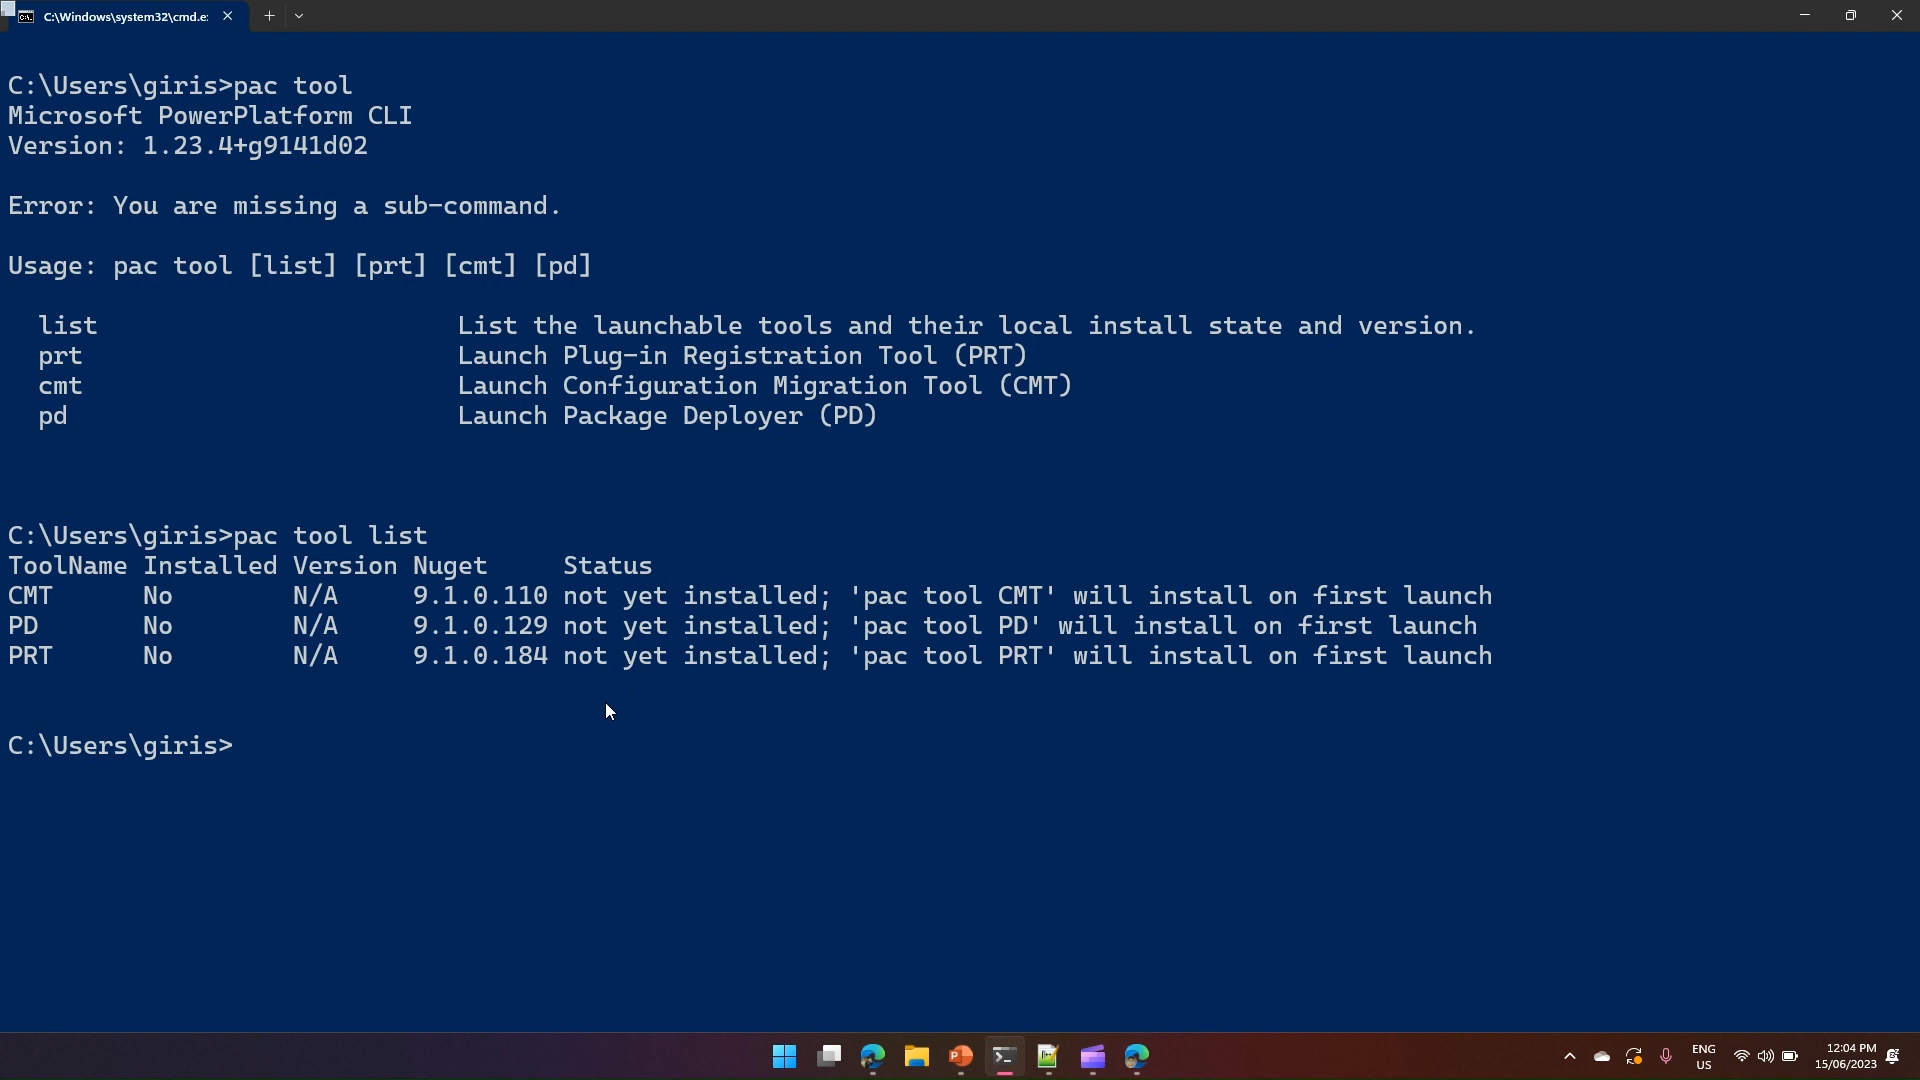 C:\Windows\system32\cmd.e:
C:\Users\giris>pac tool
Microsoft PowerPlatform CLI
Version: 1.23.4+g9141d02
Error: You are missing a sub-command.
Usage: pac tool [list] [prt] [cmt] [pd]
list List the launchable tools and their local install state and version.
prt Launch Plug-in Registration Tool (PRT)
cmt Launch Configuration Migration Tool (CMT)
pd Launch Package Deployer (PD)
C:\Users\giris>pac tool list
ToolName Installed Version Nuget Status
CMT No N/A 9.1.0.110 not yet installed; 'pac tool CMT' will install on first launch
PD No N/A 9.1.0.129 not yet installed; 'pac tool PD' will install on first launch
PRT No N/A 9.1.0.184 not yet installed; 'pac tool PRT' will install on first launch
C:\Users\giris>
ENG
US
12:04 PM
15/06/2023